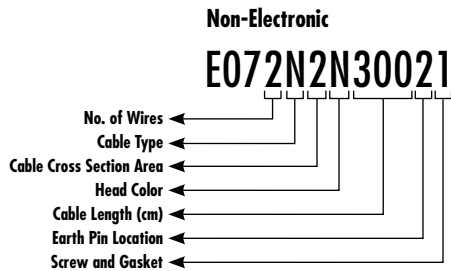 Non-Electronic
E072N2N30021
No. of Wires
Cable Type
Cable Cross Section Area
Head Color
Cable Length (cm)
Earth Pin Location
Screw and Gasket